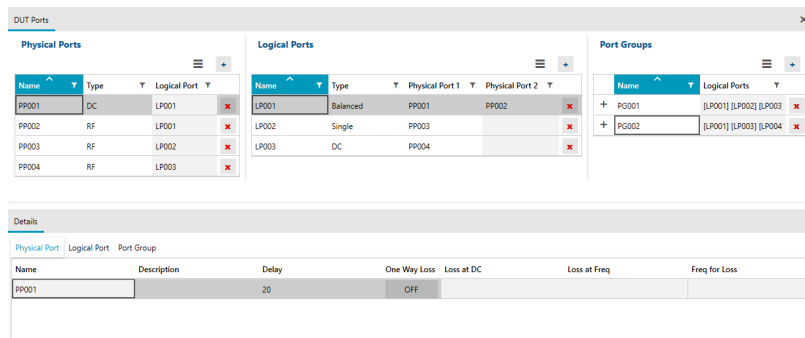 DUT Ports
Physical Ports
Name Type Logical Port
PP001 DC LP001
PP002 RF LP001
PP003 RF LP002
PP004 RF LP003
Logical Ports
Name Type Physical Port 1 Physical Port 2
LP001 Balanced PP001 PP002
LP002 Single PP003
LP003 DC PP004
Port Groups
Name Logical Ports
PG001 [LP001] [LP002] [LP003
PG002 [LP001] [LP003] [LP004
Details
Physical Port Logical Port Port Group
Name Description Delay One Way Loss Loss at DC Loss at Freq Freq for Loss
PP001 20 OFF